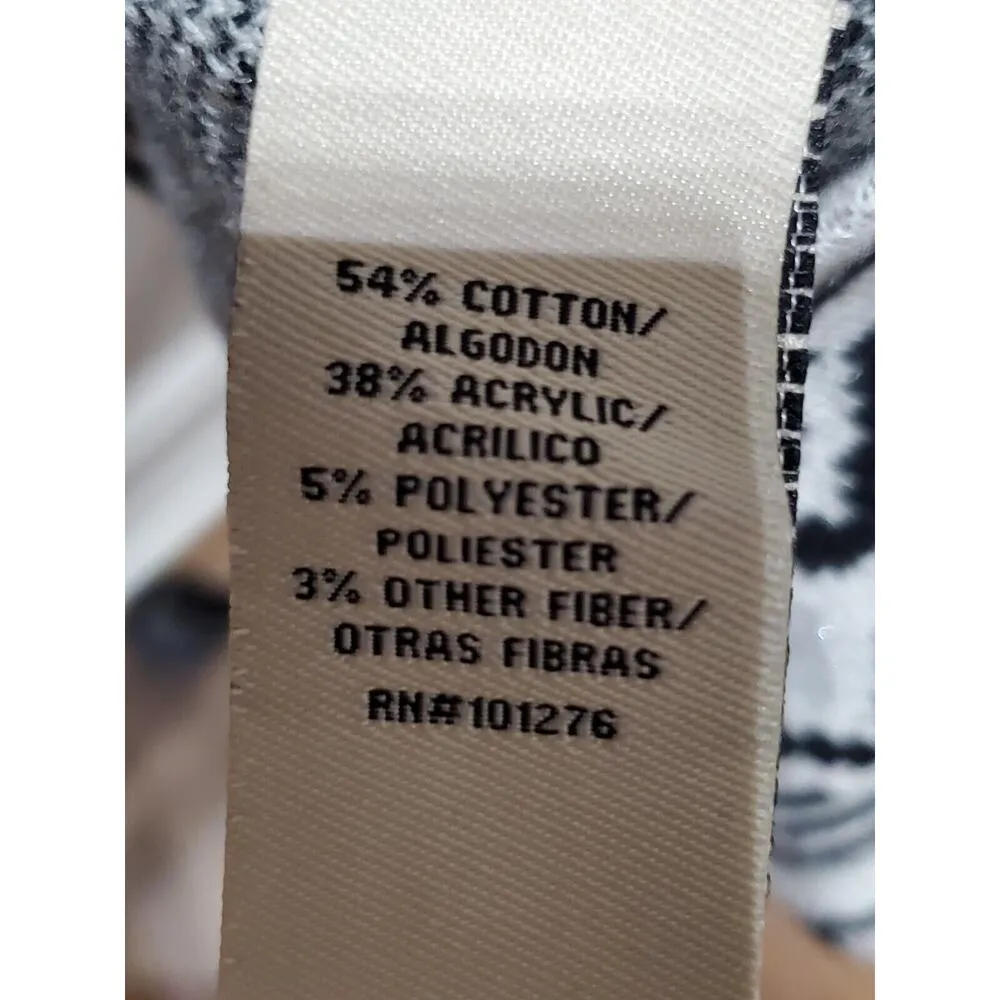 54% COTTON/
ALGODON
38% ACRYLIC/
ACRILICO
5% POLYESTER/
POLIESTER
3% OTHER FIBER/
OTRAS FIBRAS
RN#101276